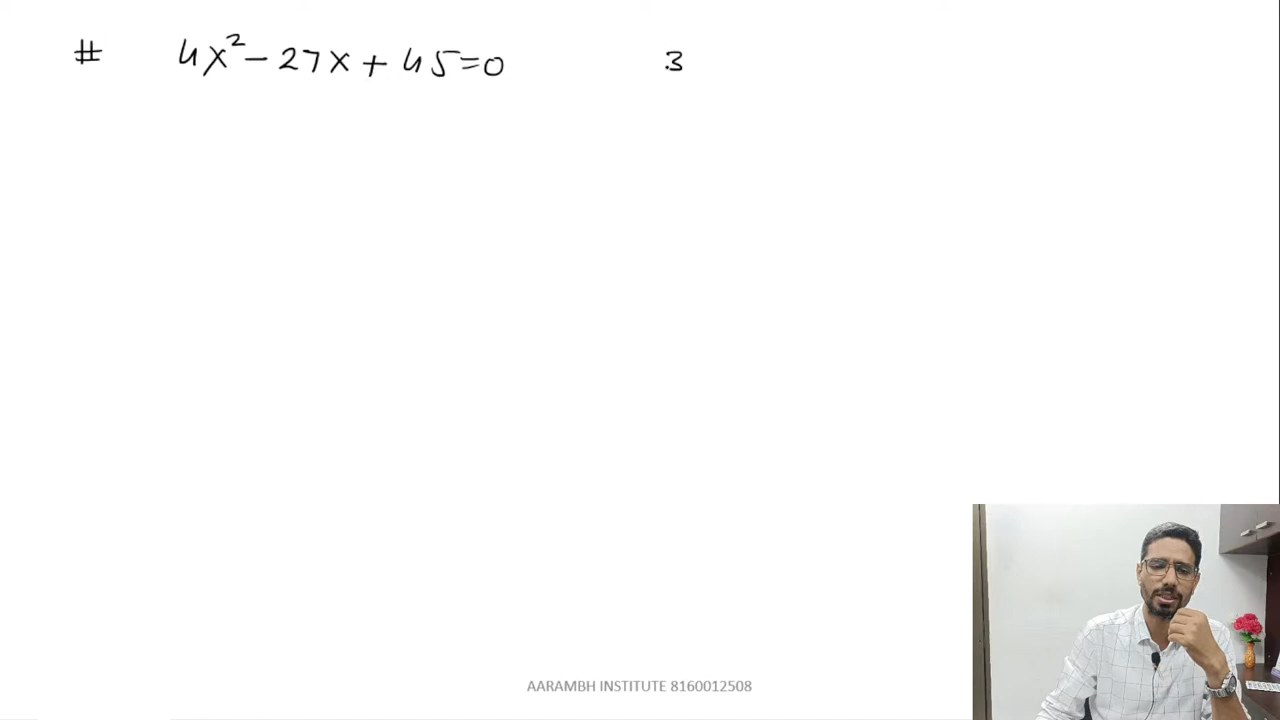 # 4x² - 27x + 45 = 0 3
AARAMBH INSTITUTE 8160012508